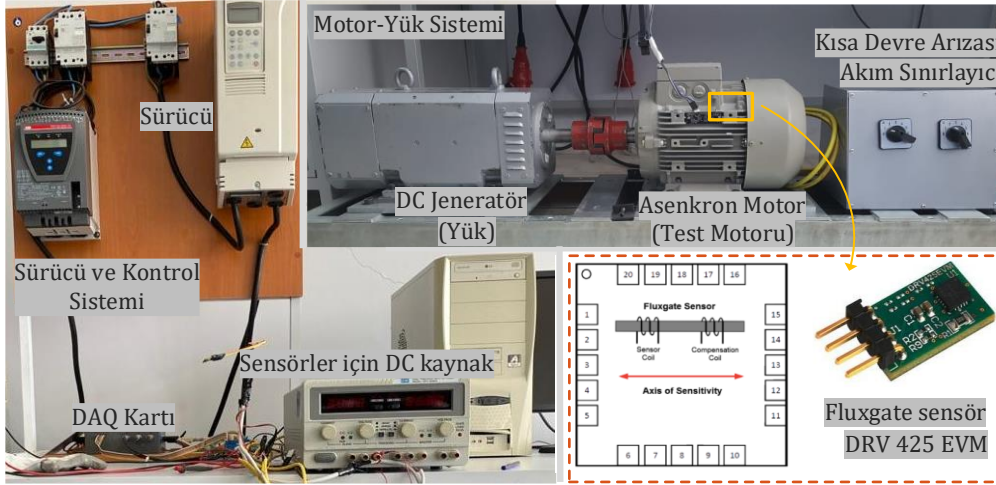 Sürücü
Sürücü ve Kontrol
Sistemi
DAQ Kartı
Sensörler için DC kaynak
Motor-Yük Sistemi
DC Jeneratör
(Yük)
Asenkron Motor
(Test Motoru)
Kısa Devre Arızas
Akım Sınırlayıc
20 19 18 17 16
1
2
3
4
5
15
14
13
12
11
Fluxgate Sensor
Sensor
Coil
Compensation
Coil
Axis of Sensitivity
6 7 8 9 10
DRV425EVM
J1
Fluxgate sensör
DRV 425 EVM